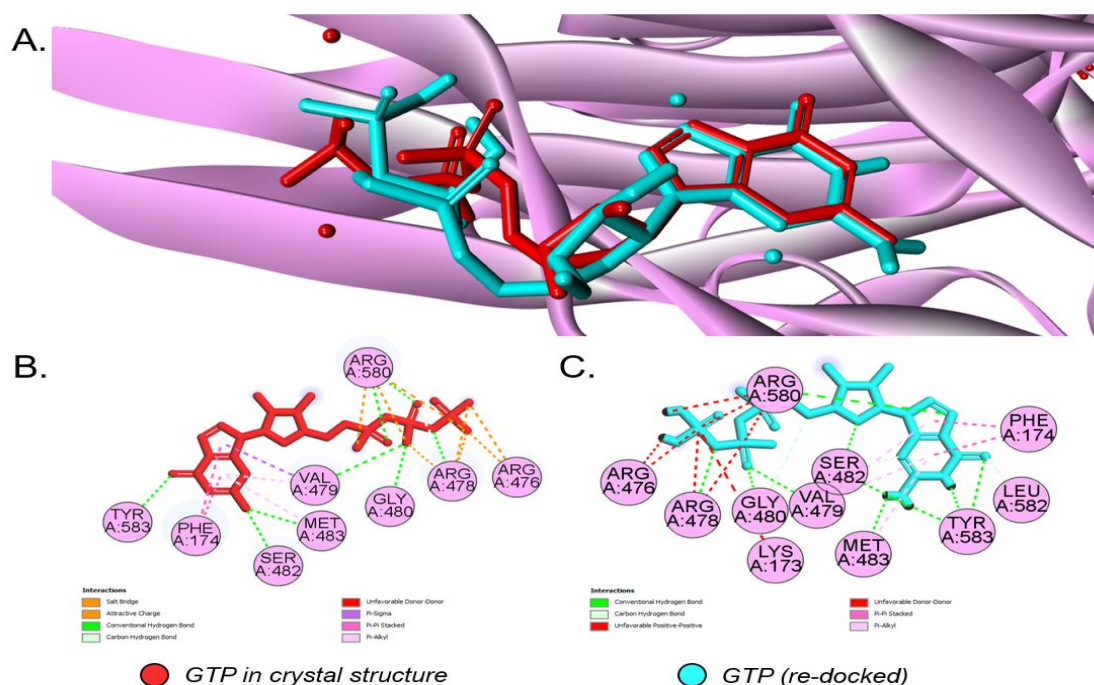 A.
B.
ARG
A:580
TYR
A:583
PHE
A:174
SER
A:482
VAL
A:479
MET
A:483
GLY
A:480
ARG
A:478
ARG
A:476
Interactions
Salt Bridge
Attractive Charge
Conventional Hydrogen Bond
Carbon Hydrogen Bond
Unfavorable Donor-Donor
Pi-Sigma
Pi-Pi Stacked
Pi-Alkyl
GTP in crystal structure
C.
ARG
A:580
ARG
A:476
ARG
A:478
GLY
A:480
LYS
A:173
VAL
A:479
SER
A:482
MET
A:483
TYR
A:583
LEU
A:582
PHE
A:174
Interactions
Conventional Hydrogen Bond
Carbon Hydrogen Bond
Unfavorable Positive-Positive
Unfavorable Donor-Donor
Pi-Pi Stacked
Pi-Alkyl
GTP (re-docked)